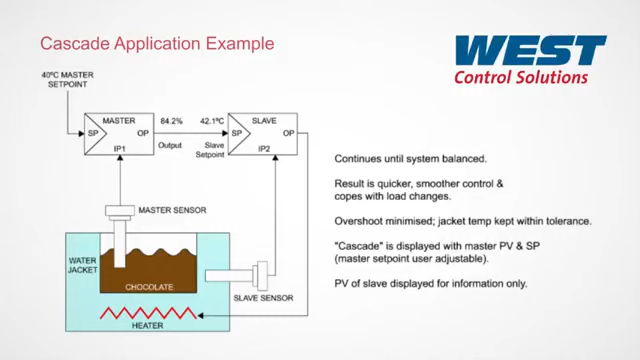 Cascade Application Example
WEST
Control Solutions
40ºC MASTER
SETPOINT
MASTER
SP
OP
IP1
84.2%
Output
42.1ºC
Slave
Setpoint
SLAVE
SP
OP
IP2
MASTER SENSOR
WATER
JACKET
CHOCOLATE
SLAVE SENSOR
HEATER
Continues until system balanced.
Result is quicker, smoother control &
copes with load changes.
Overshoot minimised; jacket temp kept within tolerance.
"Cascade" is displayed with master PV & SP
(master setpoint user adjustable).
PV of slave displayed for information only.